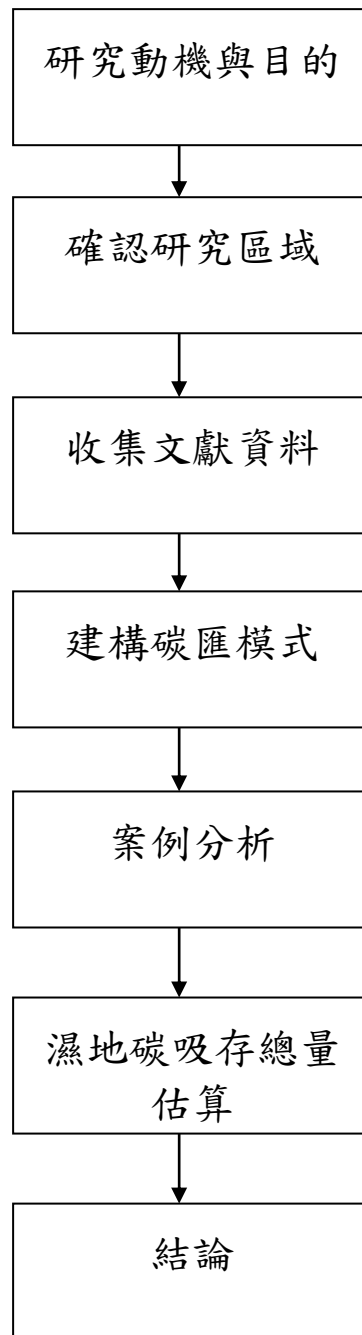 研究動機與目的
確認研究區域
收集文獻資料
建構碳匯模式
案例分析
濕地碳吸存總量
估算
結論